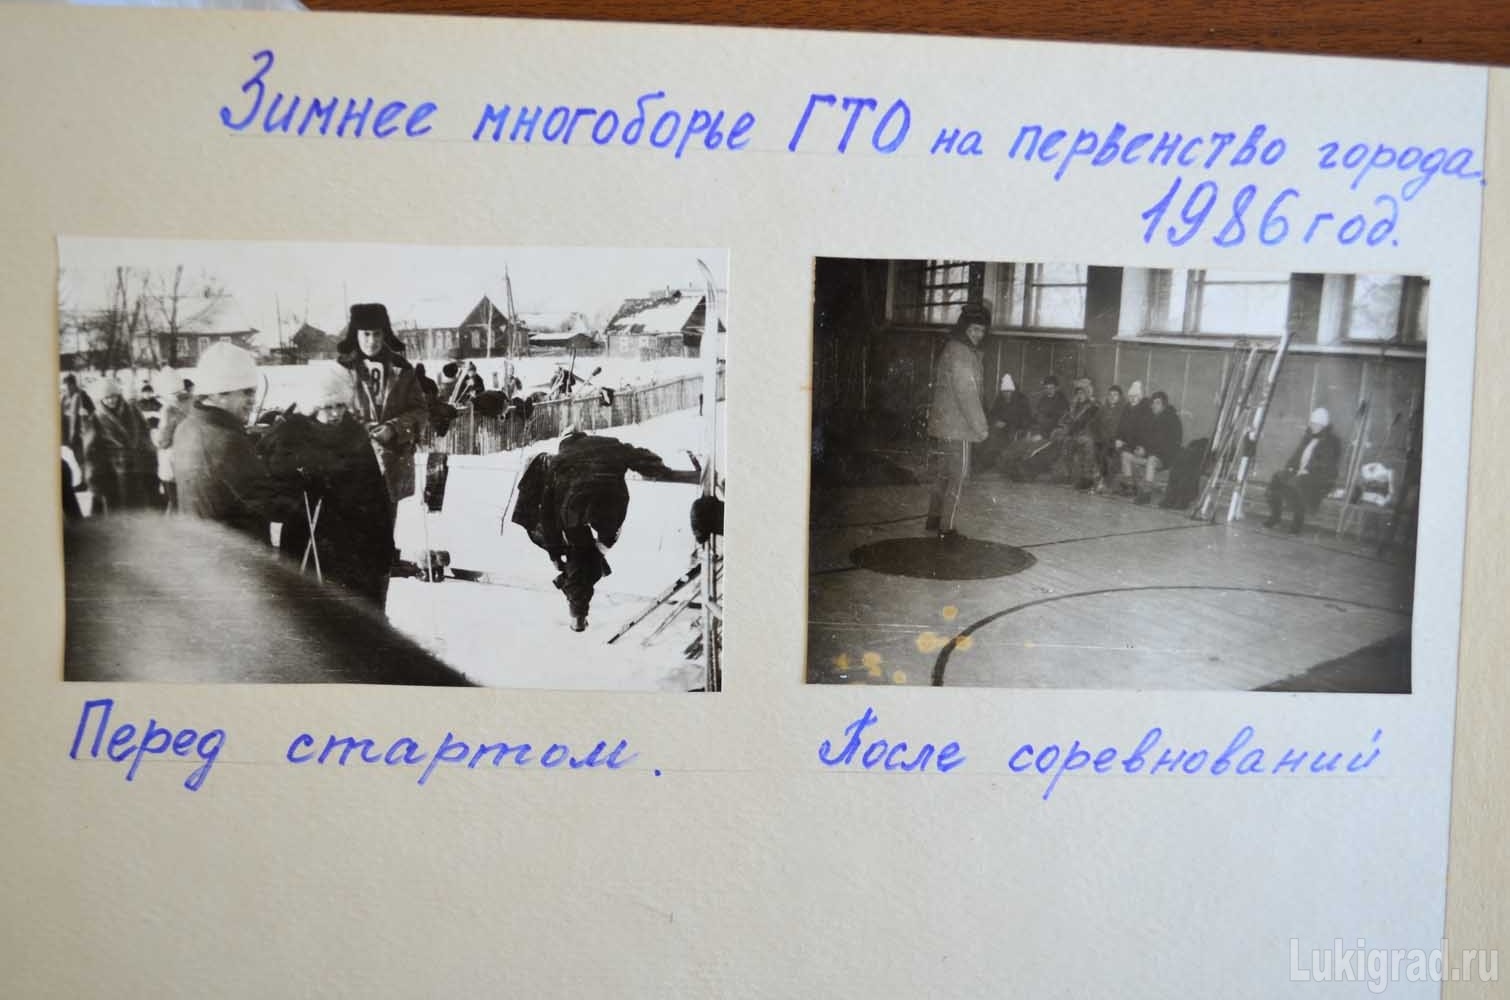 Зимнее многоборье ГТО на первенство города.
1986 год.
Перед стартом.
После соревнований
Lukigrad.ru